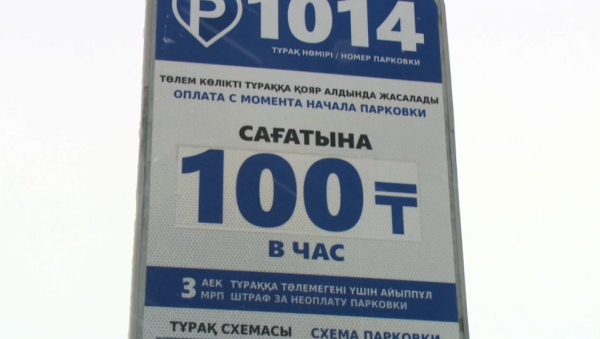 P 1014
ТҰРАҚ НӨМІРІ / НОМЕР ПАРКОВКИ
ТӨЛЕМ КӨЛІКТІ ТҰРАҚҚА ҚОЯР АЛДЫНДА ЖАСАЛАДЫ
ОПЛАТА С МОМЕНТА НАЧАЛА ПАРКОВКИ
САҒАТЫНА
100₸
В ЧАС
3 АЕК ТҰРАҚҚА ТӨЛЕМЕГЕНІ ҮШІН АЙЫППҰЛ
МРП ШТРАФ ЗА НЕОПЛАТУ ПАРКОВКИ
ТҰРАҚ СХЕМАСЫ СХЕМА ПАРКОВКИ